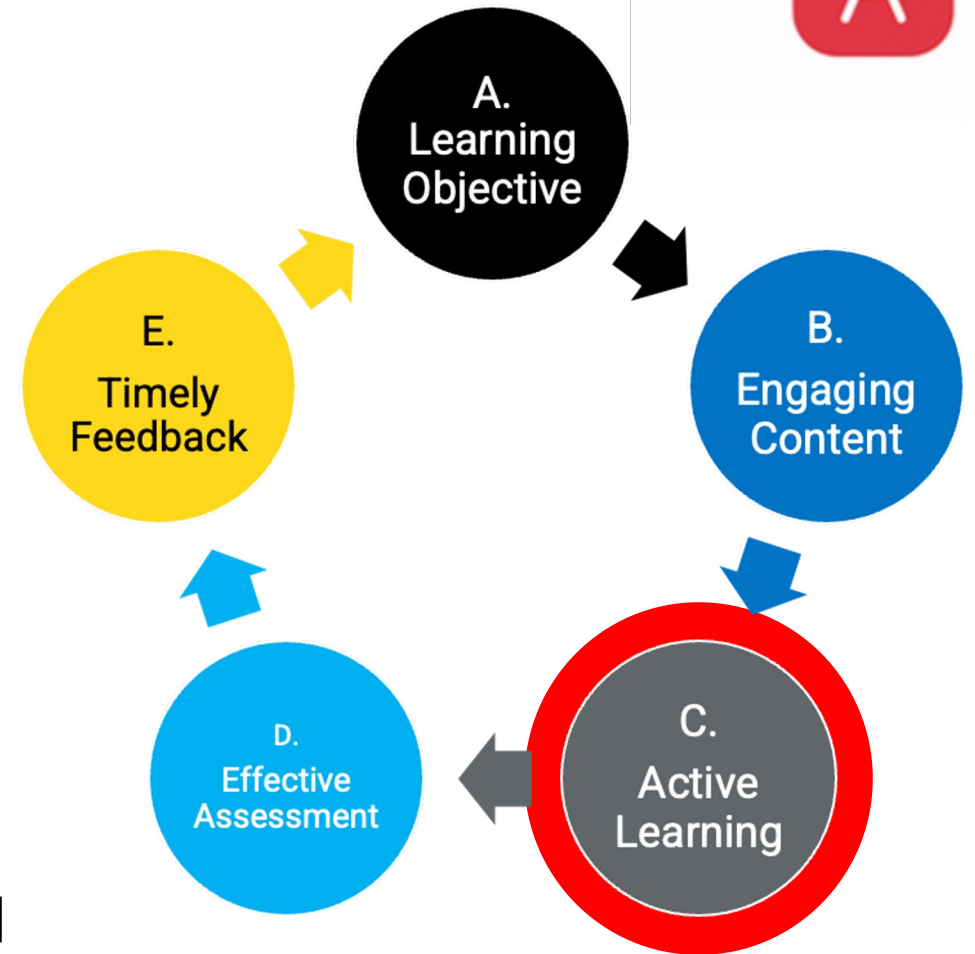 A.
Learning
Objective
B.
Engaging
Content
C.
Active
Learning
D.
Effective
Assessment
E.
Timely
Feedback